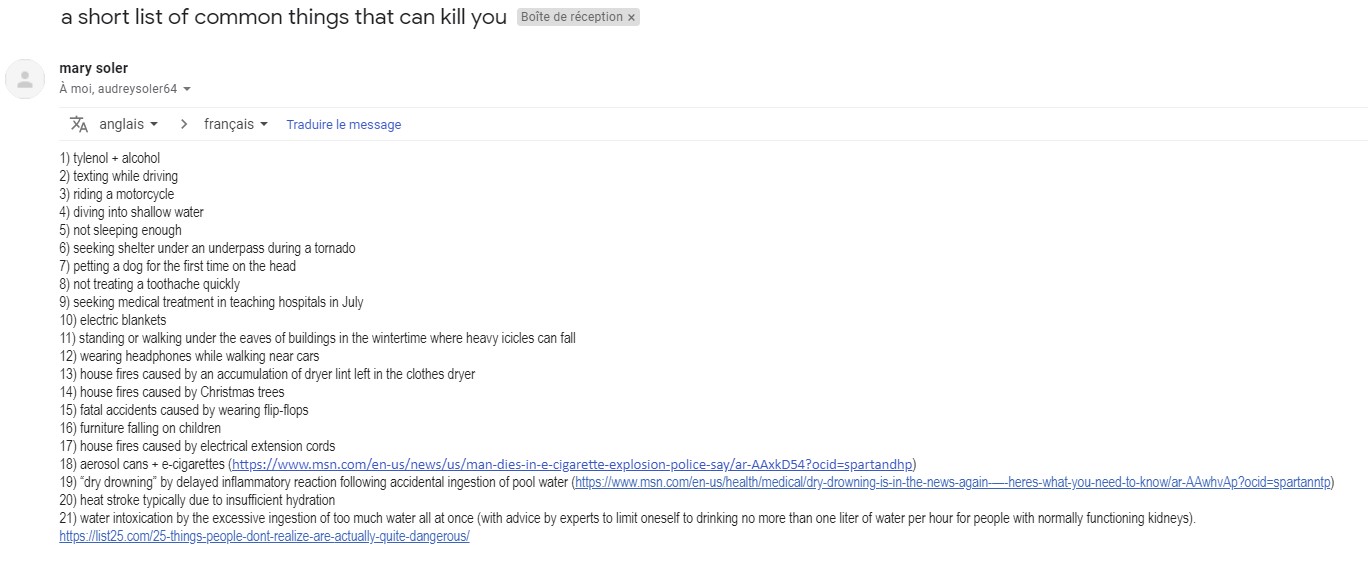 a short list of common things that can kill you Boîte de réception ×
mary soler
À moi, audreysoler64
anglais > français Traduire le message
1) tylenol + alcohol
2) texting while driving
3) riding a motorcycle
4) diving into shallow water
5) not sleeping enough
6) seeking shelter under an underpass during a tornado
7) petting a dog for the first time on the head
8) not treating a toothache quickly
9) seeking medical treatment in teaching hospitals in July
10) electric blankets
11) standing or walking under the eaves of buildings in the wintertime where heavy icicles can fall
12) wearing headphones while walking near cars
13) house fires caused by an accumulation of dryer lint left in the clothes dryer
14) house fires caused by Christmas trees
15) fatal accidents caused by wearing flip-flops
16) furniture falling on children
17) house fires caused by electrical extension cords
18) aerosol cans + e-cigarettes (https://www.msn.com/en-us/news/us/man-dies-in-e-cigarette-explosion-police-say/ar-AAxkD54?ocid=spartandhp)
19) “dry drowning” by delayed inflammatory reaction following accidental ingestion of pool water (https://www.msn.com/en-us/health/medical/dry-drowning-is-in-the-news-again-—-heres-what-you-need-to-know/ar-AAwhvAp?ocid=spartanntp)
20) heat stroke typically due to insufficient hydration
21) water intoxication by the excessive ingestion of too much water all at once (with advice by experts to limit oneself to drinking no more than one liter of water per hour for people with normally functioning kidneys).
https://list25.com/25-things-people-dont-realize-are-actually-quite-dangerous/